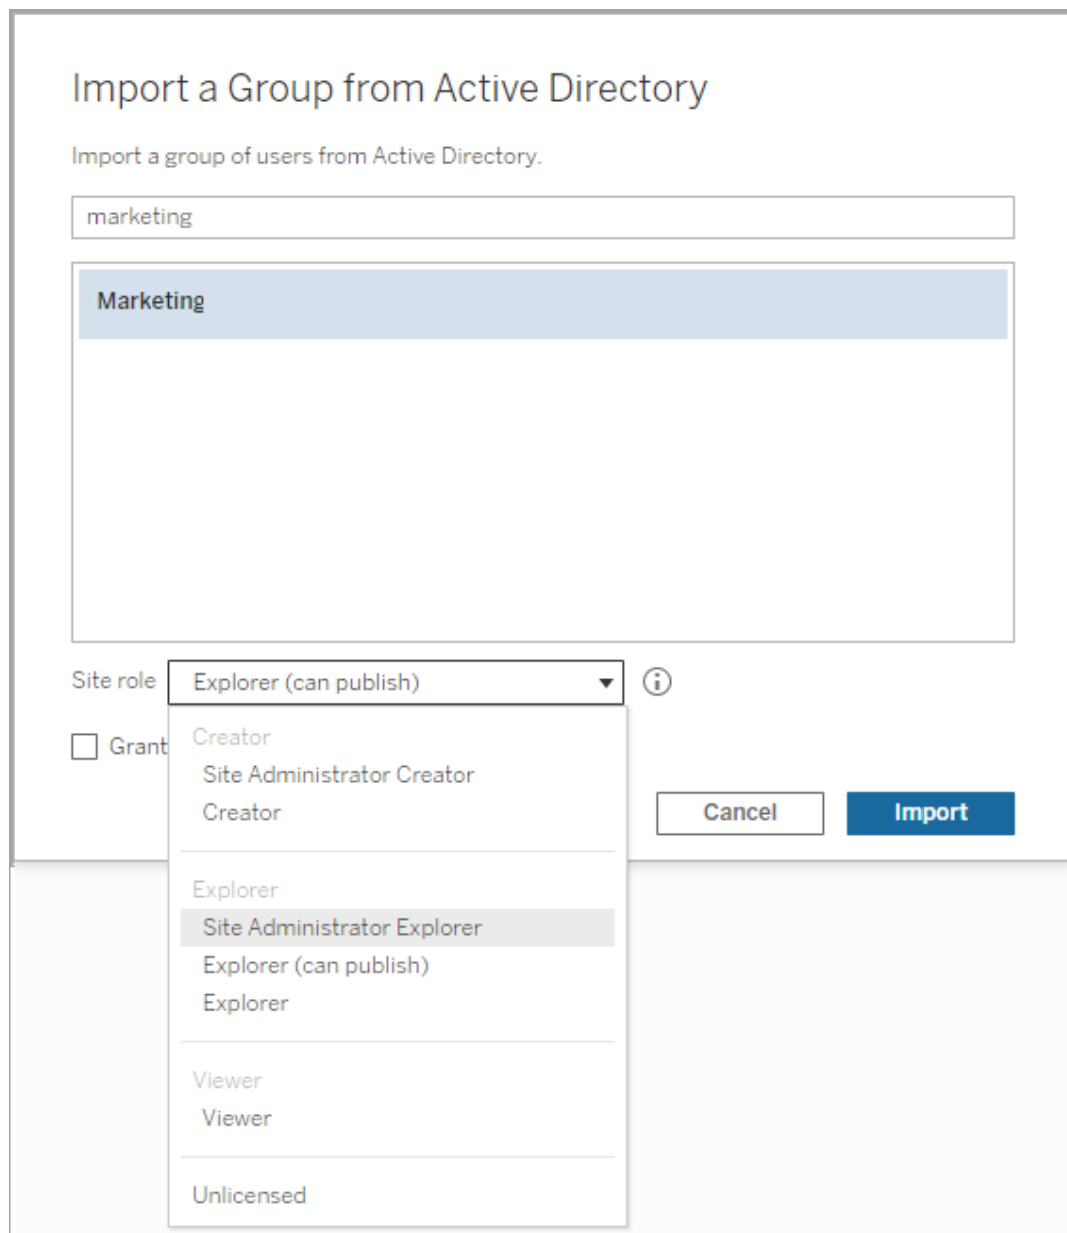 Import a Group from Active Directory
Import a group of users from Active Directory.
marketing
Marketing
Site role
Explorer (can publish)
Grant
Creator
Site Administrator Creator
Creator
Cancel
Import
Explorer
Site Administrator Explorer
Explorer (can publish)
Explorer
Viewer
Viewer
Unlicensed